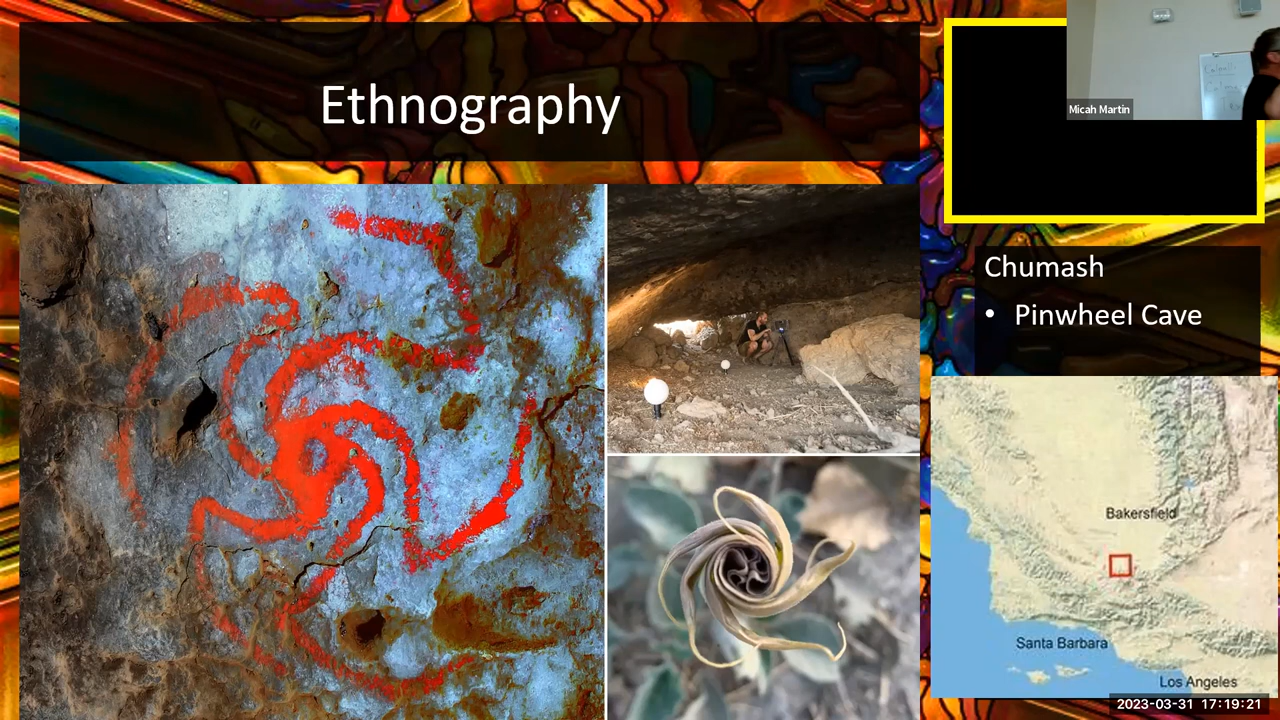 Ethnography
Micah Martin
Chumash
• Pinwheel Cave
Bakersfield
Santa Barbara
Los Angeles
2023-03-31 17:19:21